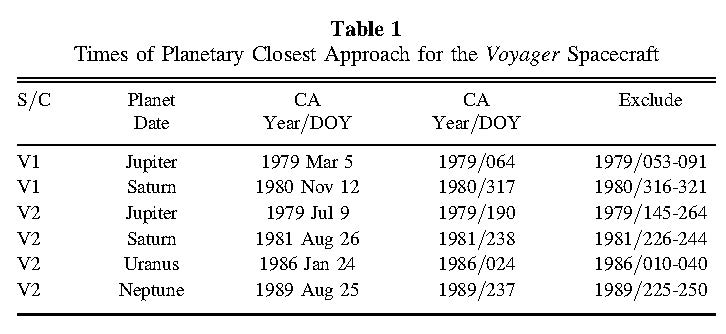 Table 1
Times of Planetary Closest Approach for the Voyager Spacecraft
S/C Planet CA CA Exclude
Date Year/DOY Year/DOY
V1 Jupiter 1979 Mar 5 1979/064 1979/053-091
V1 Saturn 1980 Nov 12 1980/317 1980/316-321
V2 Jupiter 1979 Jul 9 1979/190 1979/145-264
V2 Saturn 1981 Aug 26 1981/238 1981/226-244
V2 Uranus 1986 Jan 24 1986/024 1986/010-040
V2 Neptune 1989 Aug 25 1989/237 1989/225-250